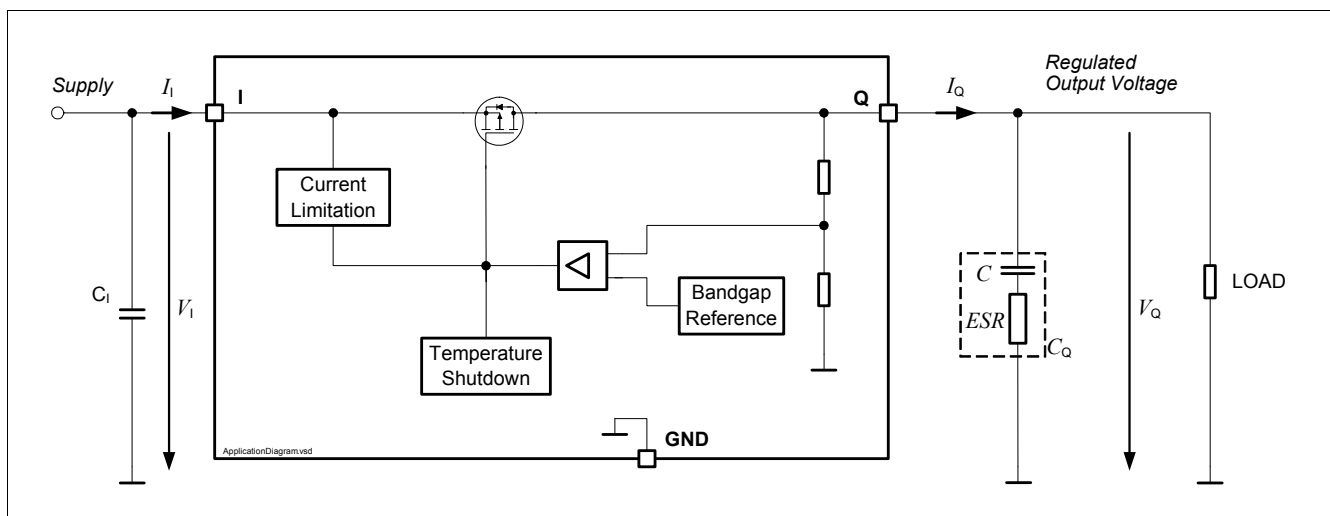 Supply
I_I
I
Q
I_Q
Regulated
Output Voltage
Current
Limitation
Bandgap
Reference
Temperature
Shutdown
C_I
V_I
C
ESR
C_Q
V_Q
LOAD
GND
ApplicationDiagram.vsd